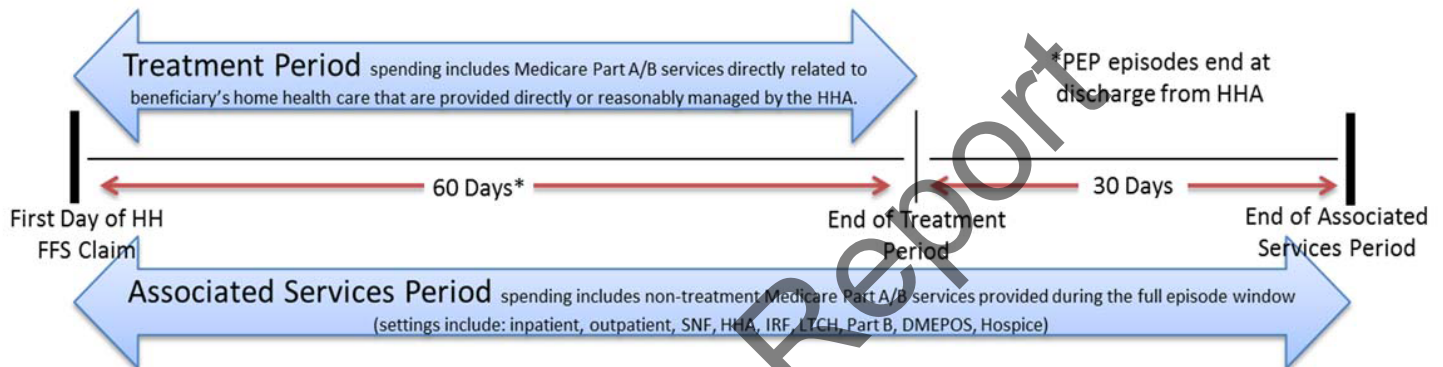 Treatment Period spending includes Medicare Part A/B services directly related to
beneficiary's home health care that are provided directly or reasonably managed by the HHA.
*PEP episodes end at
discharge from HHA
60 Days*
30 Days
First Day of HH
FFS Claim
End of Treatment
Period
End of Associated
Services Period
Associated Services Period spending includes non-treatment Medicare Part A/B services provided during the full episode window
(settings include: inpatient, outpatient, SNF, HHA, IRF, LTCH, Part B, DMEPOS, Hospice)
Report